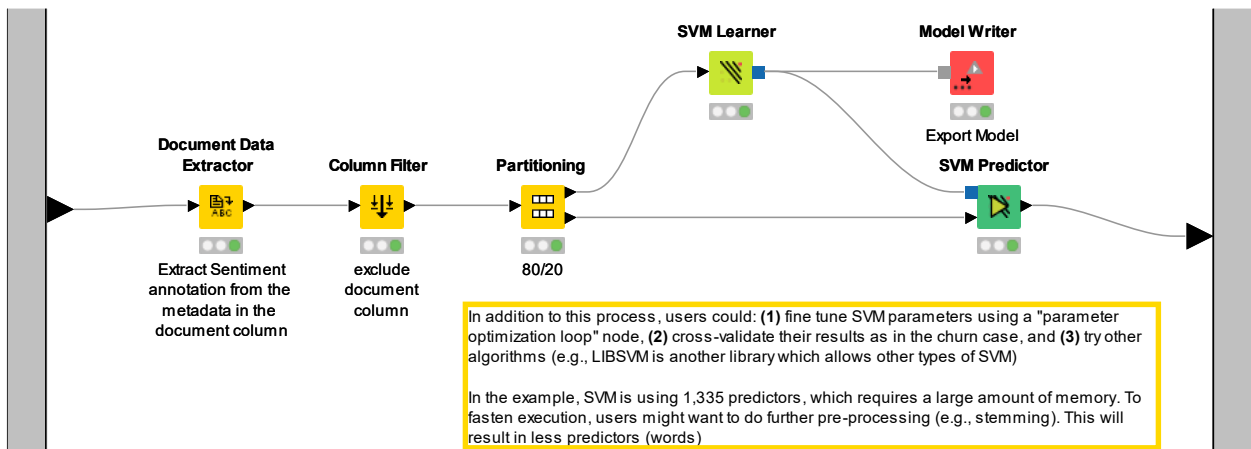 SVM Learner
Model Writer
Export Model
Document Data
Extractor
Column Filter
Partitioning
SVM Predictor
ABC
Extract Sentiment
annotation from the
metadata in the
document column
exclude
document
column
80/20
In addition to this process, users could: (1) fine tune SVM parameters using a "parameter
optimization loop" node, (2) cross-validate their results as in the churn case, and (3) try other
algorithms (e.g., LIBSVM is another library which allows other types of SVM)
In the example, SVM is using 1,335 predictors, which requires a large amount of memory. To
fasten execution, users might want to do further pre-processing (e.g., stemming). This will
result in less predictors (words)